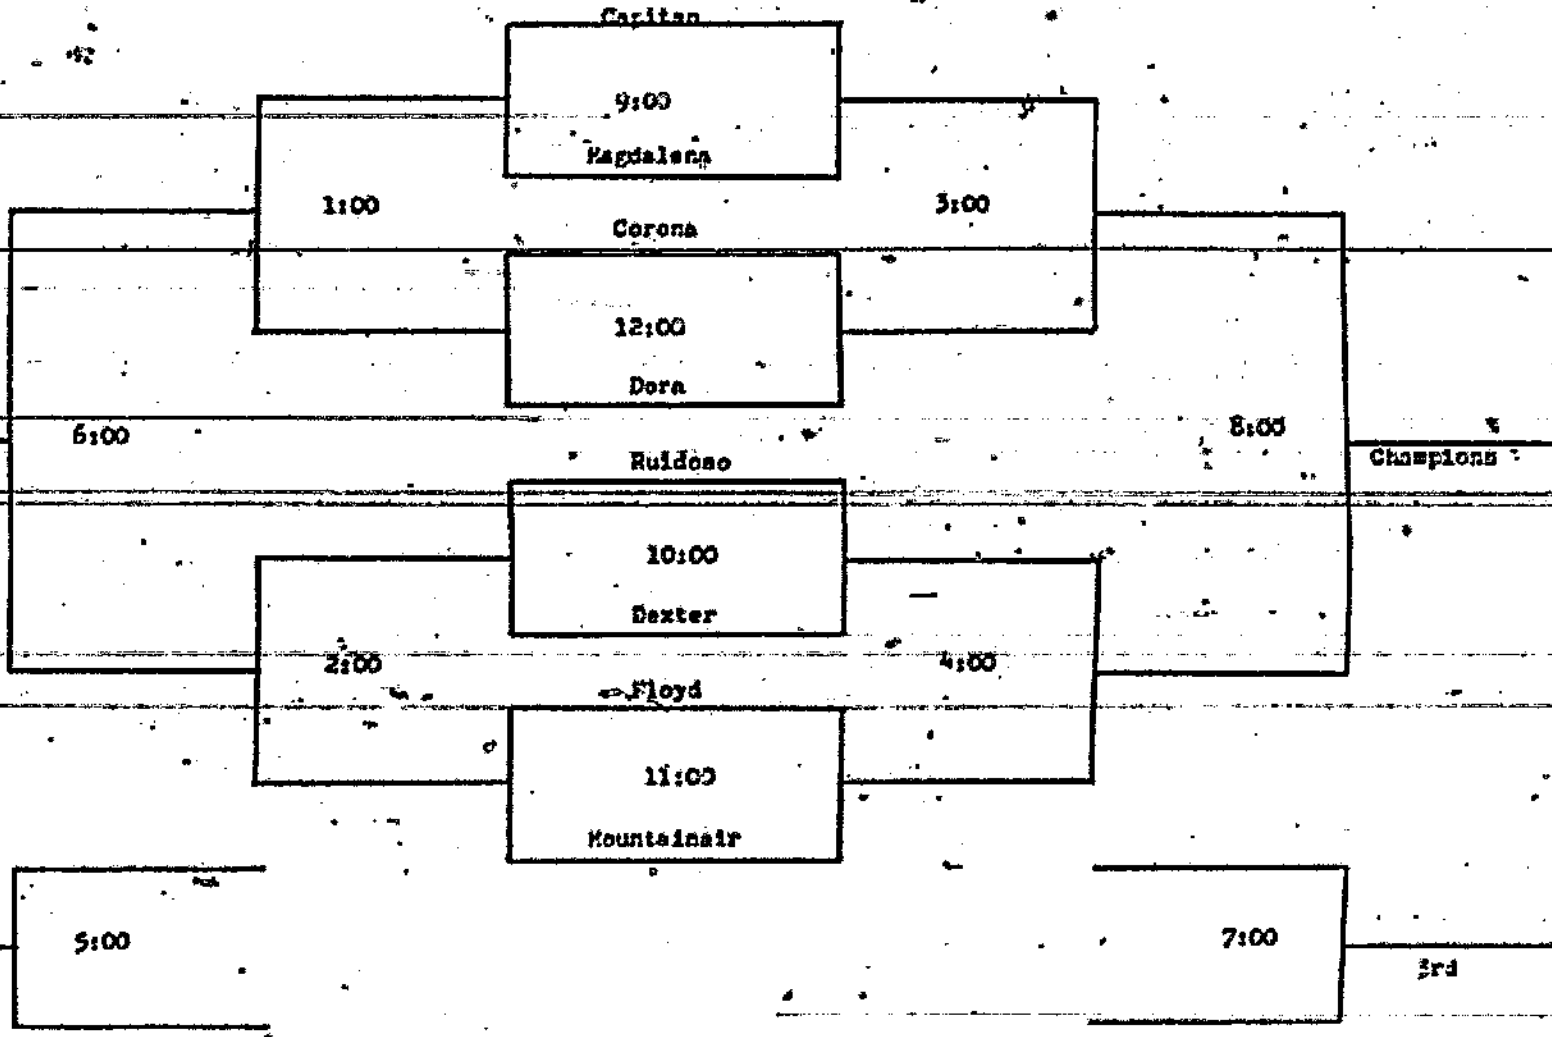 Capitan
9:00
Magdalena
1:00
3:00
Corona
12:00
Dora
6:00
8:00
Champions
Ruidoso
10:00
Dexter
2:00
4:00
Floyd
11:00
Mountainair
5:00
7:00
3rd